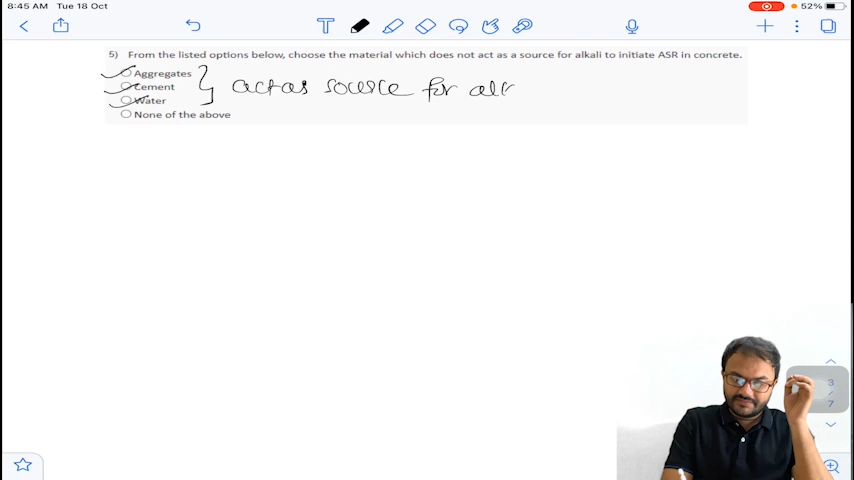 8:45 AM Tue 18 Oct
52%
5) From the listed options below, choose the material which does not act as a source for alkali to initiate ASR in concrete.
Aggregates
Cement
Water
act as source for alk
None of the above
3
7